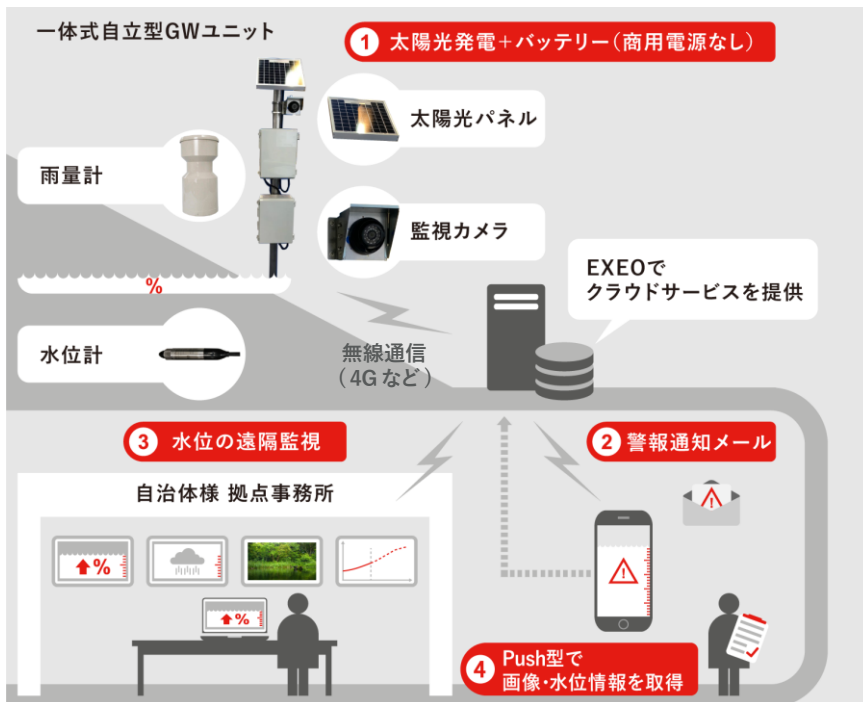 一体式自立型GWユニット
1 太陽光発電＋バッテリー（商用電源なし）
太陽光パネル
雨量計
監視カメラ
%
EXEOで
クラウドサービスを提供
水位計
無線通信
（4Gなど）
3 水位の遠隔監視
2 警報通知メール
自治体様 拠点事務所
%
%
4 Push型で
画像・水位情報を取得